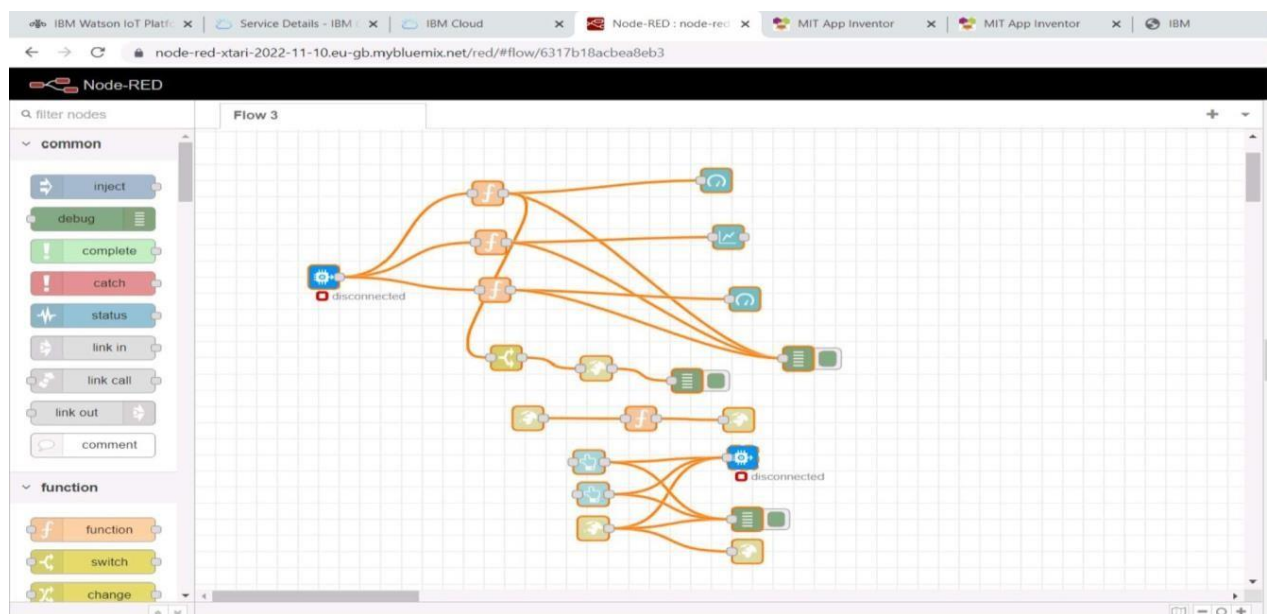 IBM Watson IoT Platfo
Service Details - IBM
IBM Cloud
Node-RED : node-red
MIT App Inventor
MIT App Inventor
IBM
node-red-xtari-2022-11-10.eu-gb.mybluemix.net/red/#flow/6317b18acbea8eb3
Node-RED
filter nodes
Flow 3
common
inject
debug
complete
catch
status
link in
link call
link out
comment
function
function
switch
change
disconnected
disconnected